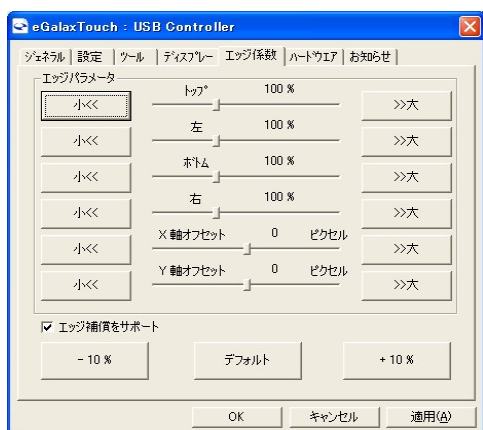 eGalaxTouch : USB Controller
ジェネラル 設定 ツール ディスプレー エッジ係数 ハードウエア お知らせ
エッジパラメータ
小<< トップ 100 % >>大
小<< 左 100 % >>大
小<< ボトム 100 % >>大
小<< 右 100 % >>大
小<< X 軸オフセット 0 ピクセル >>大
小<< Y 軸オフセット 0 ピクセル >>大
エッジ補償をサポート
- 10 % デフォルト + 10 %
OK キャンセル 適用(A)